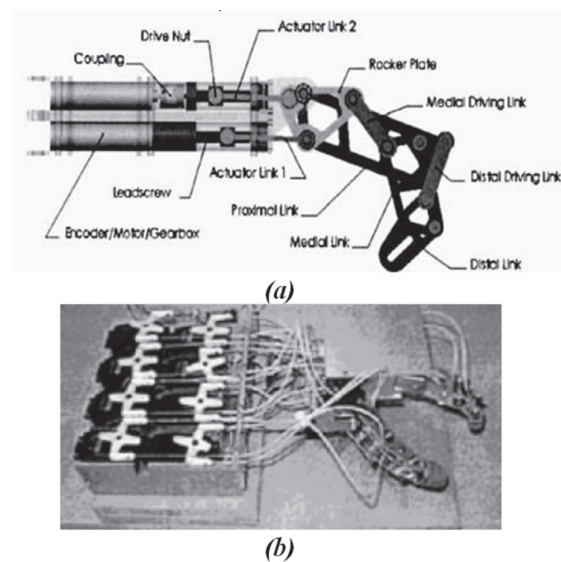 Actuator Link 2
Drive Nut
Coupling
Rocker Plate
Medial Driving Link
Actuator Link 1
Distal Driving Link
Leadscrew
Proximal Link
Encoder/Motor/Gearbox
Medial Link
Distal Link
(a)
(b)